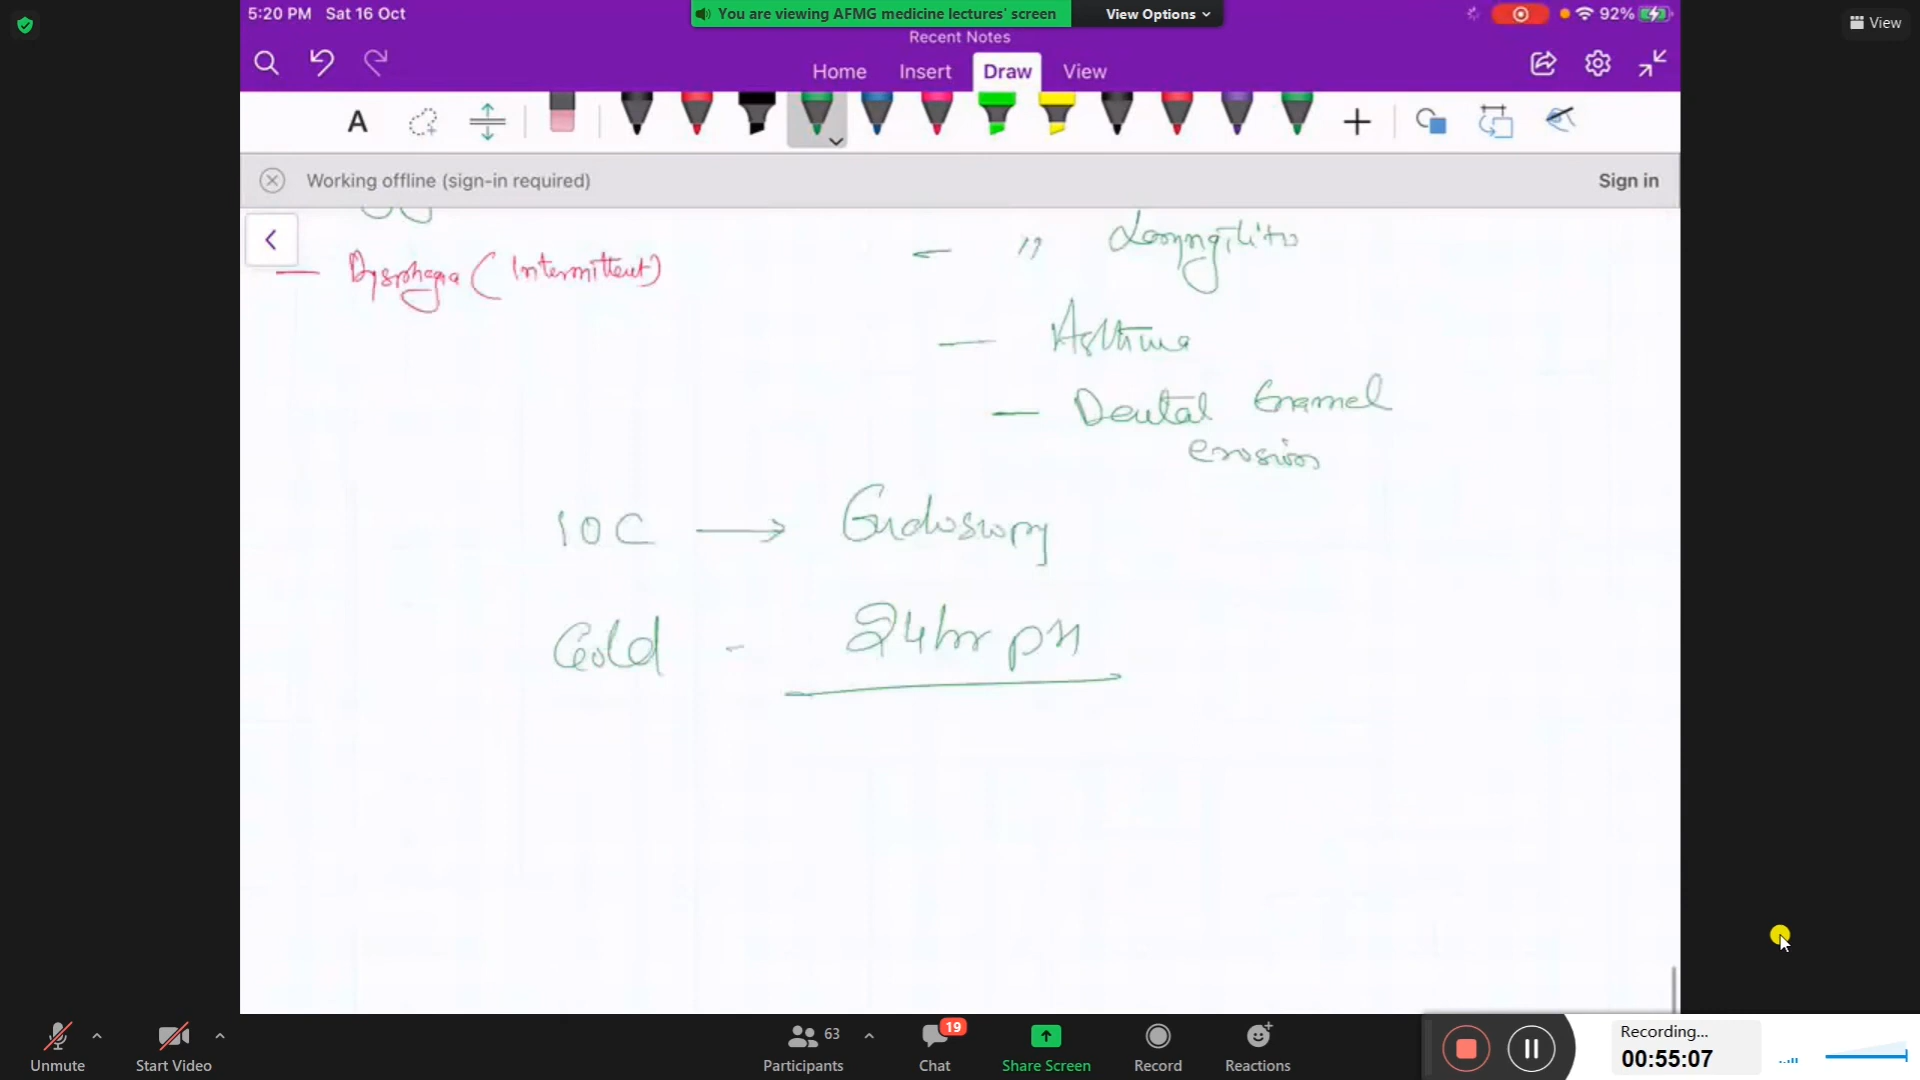 5:20 PM Sat 16 Oct
You are viewing AFMG medicine lectures' screen
View Options
92%
View
Recent Notes
Home Insert Draw View
A
Working offline (sign-in required)
Sign in
— " Laryngitis
— Dysphagia (Intermittent)
— Asthma
— Dental Enamel
erosion
IOC → Endoscopy
Gold - 24hr pH
Unmute
Start Video
63
Participants
19
Chat
Share Screen
Record
Reactions
Recording...
00:55:07